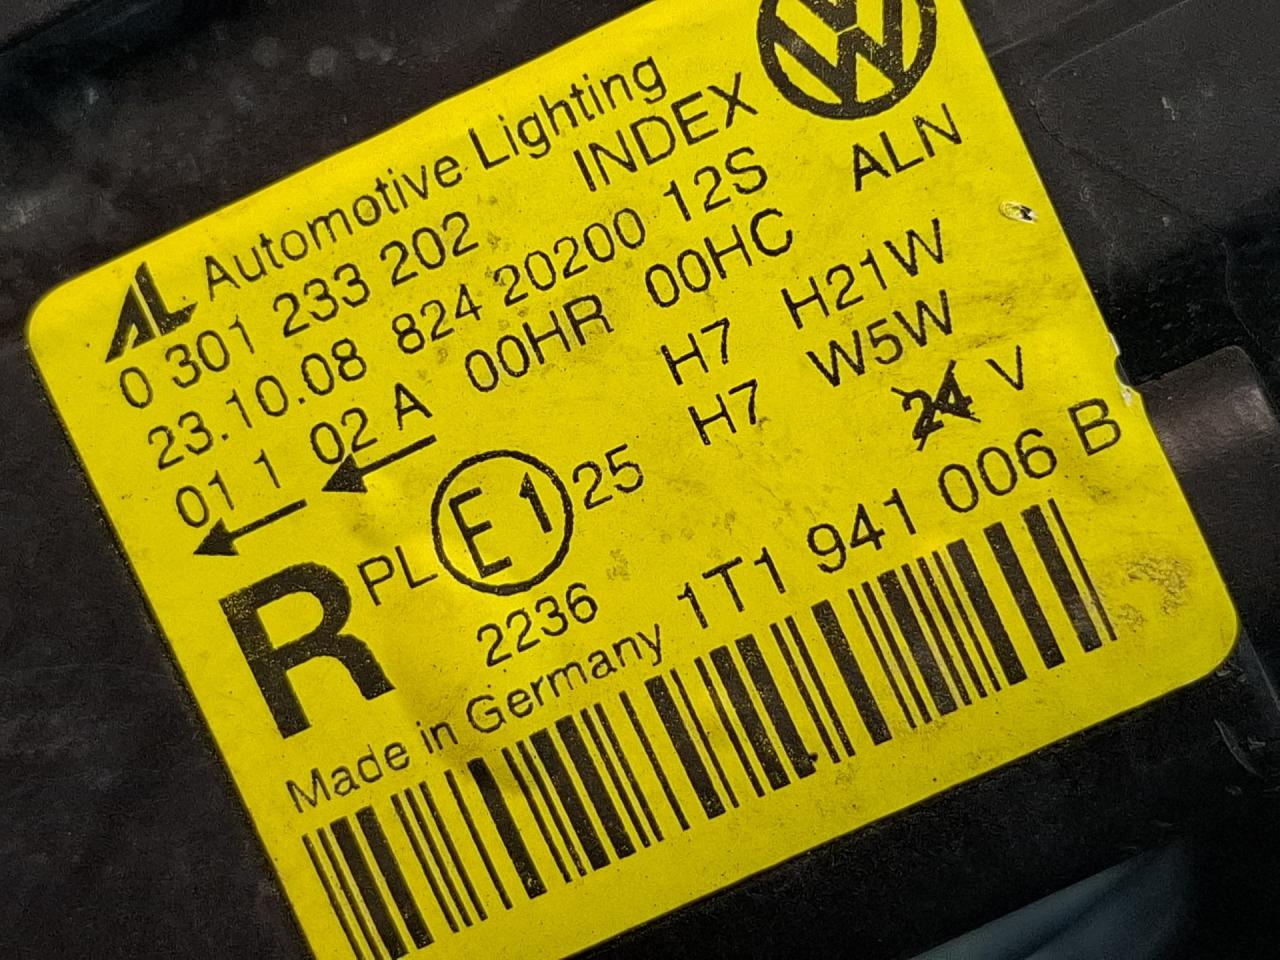 AL Automotive Lighting
0 301 233 202 INDEX
23.10.08 824 20200 12S ALN
01 1 02 A 00HR 00HC
H7 H21W
H7 W5W
24 V
R PL E1 25
2236 1T1 941 006 B
Made in Germany